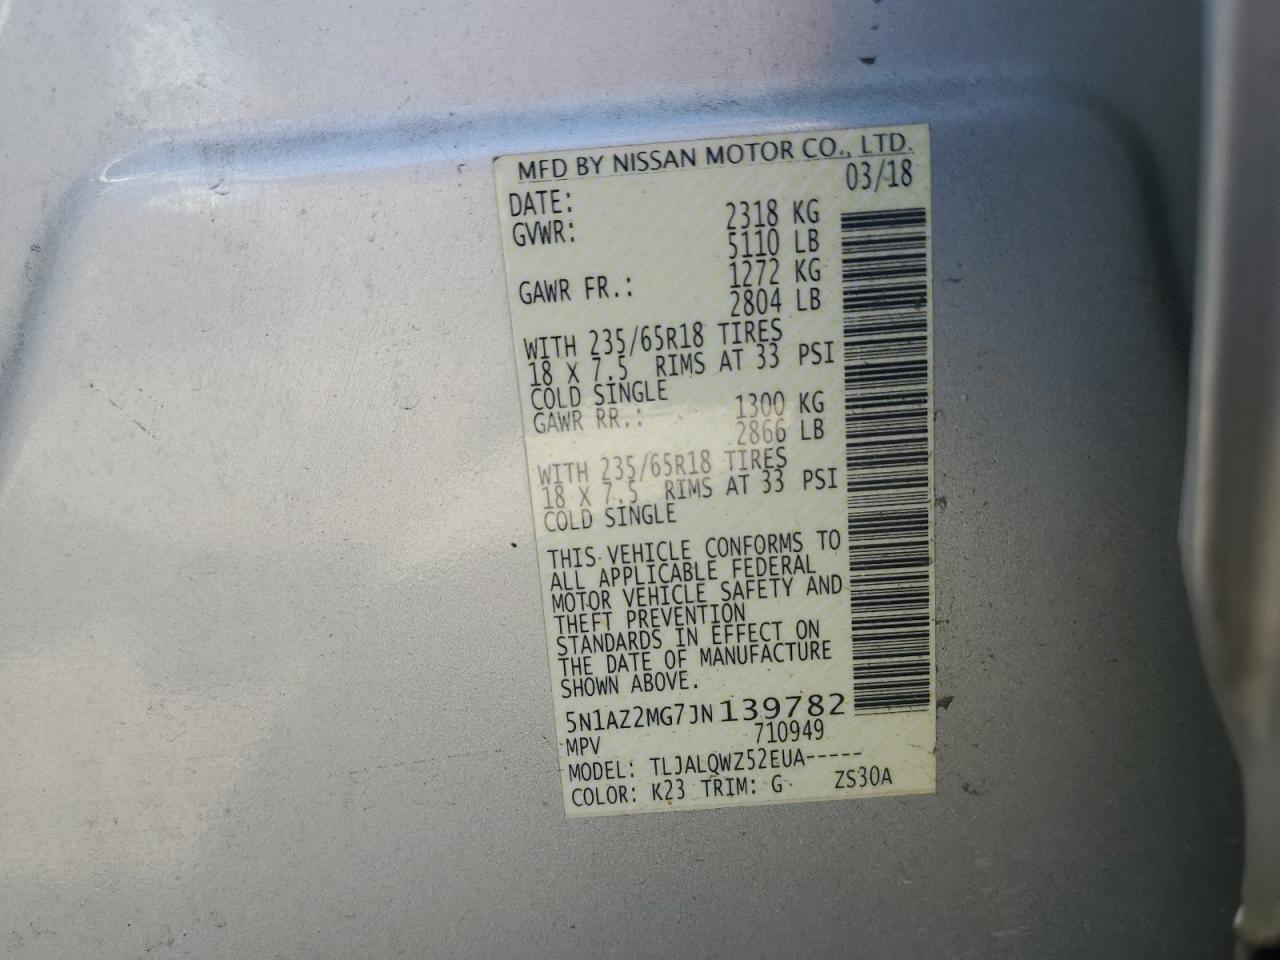 MFD BY NISSAN MOTOR CO., LTD.
DATE: 03/18
GVWR: 2318 KG
5110 LB
GAWR FR.: 1272 KG
2804 LB
WITH 235/65R18 TIRES
18 X 7.5 RIMS AT 33 PSI
COLD SINGLE
GAWR RR.: 1300 KG
2866 LB
WITH 235/65R18 TIRES
18 X 7.5 RIMS AT 33 PSI
COLD SINGLE
THIS VEHICLE CONFORMS TO
ALL APPLICABLE FEDERAL
MOTOR VEHICLE SAFETY AND
THEFT PREVENTION
STANDARDS IN EFFECT ON
THE DATE OF MANUFACTURE
SHOWN ABOVE.
5N1AZ2MG7JN139782
MPV 710949
MODEL: TLJALQWZ52EUA-----
COLOR: K23 TRIM: G ZS30A